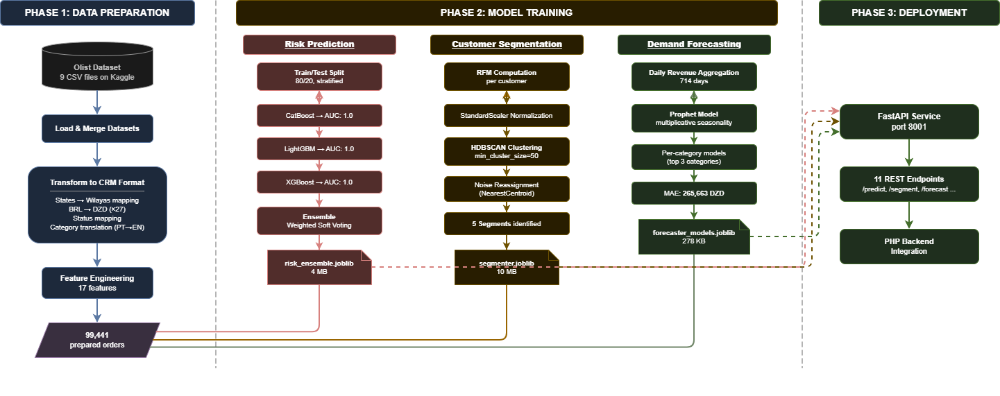 PHASE 1: DATA PREPARATION
Olist Dataset
9 CSV files on Kaggle
Load & Merge Datasets
Transform to CRM Format
States → Wilayas mapping
BRL → DZD (×27)
Status mapping
Category translation (PT→EN)
Feature Engineering
17 features
99,441
prepared orders
PHASE 2: MODEL TRAINING
Risk Prediction
Train/Test Split
80/20, stratified
CatBoost → AUC: 1.0
LightGBM → AUC: 1.0
XGBoost → AUC: 1.0
Ensemble
Weighted Soft Voting
risk_ensemble.joblib
4 MB
Customer Segmentation
RFM Computation
per customer
StandardScaler Normalization
HDBSCAN Clustering
min_cluster_size=50
Noise Reassignment
(NearestCentroid)
5 Segments identified
segmenter.joblib
10 MB
Demand Forecasting
Daily Revenue Aggregation
714 days
Prophet Model
multiplicative seasonality
Per-category models
(top 3 categories)
MAE: 265,663 DZD
forecaster_models.joblib
278 KB
PHASE 3: DEPLOYMENT
FastAPI Service
port 8001
11 REST Endpoints
/predict, /segment, /forecast ...
PHP Backend
Integration